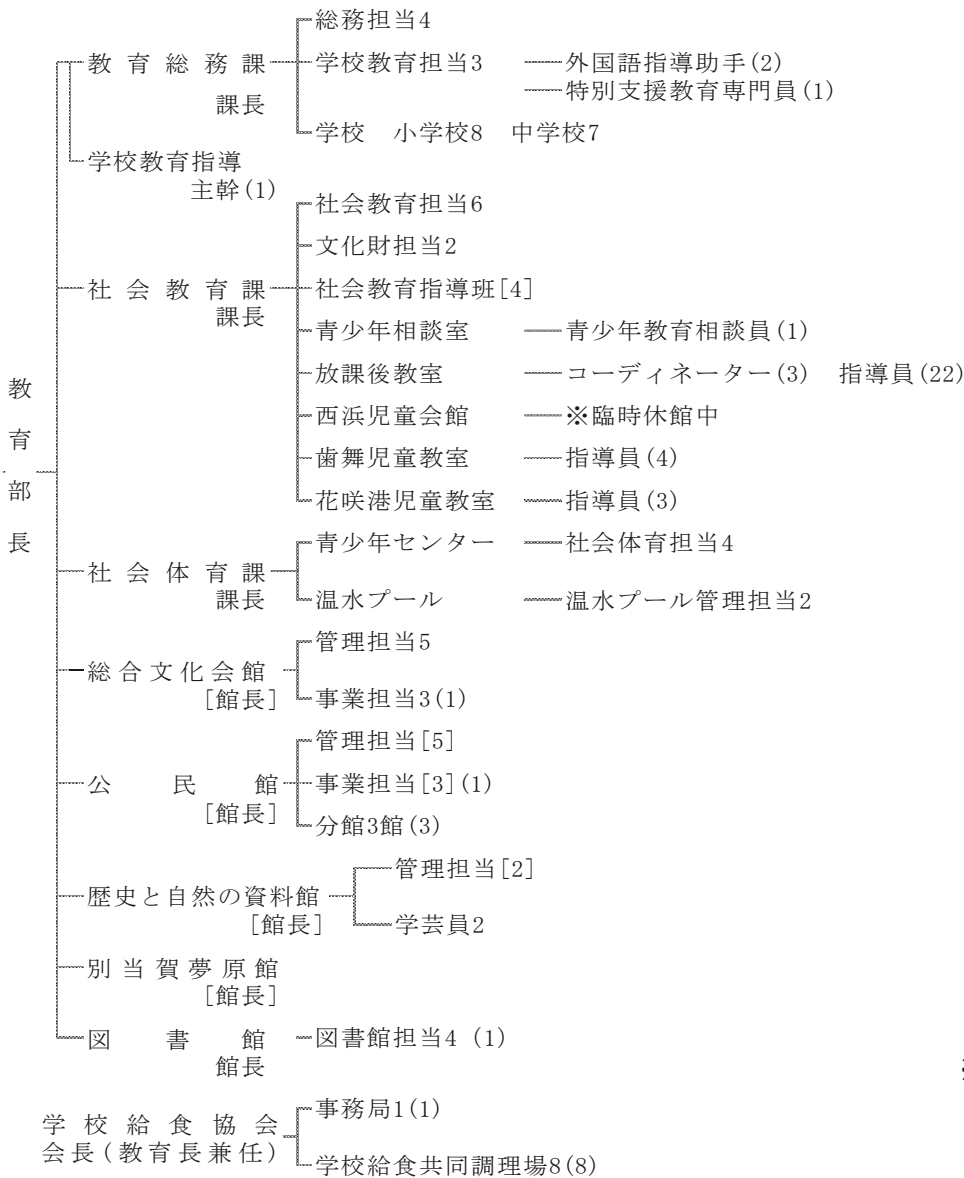 教育部長
総務担当4
教育総務課 学校教育担当3 外国語指導助手(2)
特別支援教育専門員(1)
課長
学校 小学校8 中学校7
学校教育指導
主幹(1)
社会教育担当6
文化財担当2
社会教育課 社会教育指導班[4]
課長
青少年相談室 青少年教育相談員(1)
放課後教室 コーディネーター(3) 指導員(22)
西浜児童会館 ※臨時休館中
歯舞児童教室 指導員(4)
花咲港児童教室 指導員(3)
青少年センター 社会体育担当4
社会体育課
課長
温水プール 温水プール管理担当2
管理担当5
総合文化会館
[館長]
事業担当3(1)
管理担当[5]
公民館 事業担当[3](1)
[館長]
分館3館(3)
管理担当[2]
歴史と自然の資料館
[館長]
学芸員2
別当賀夢原館
[館長]
図書館 図書館担当4 (1)
館長
事務局1(1)
学校給食協会
会長(教育長兼任)
学校給食共同調理場8(8)